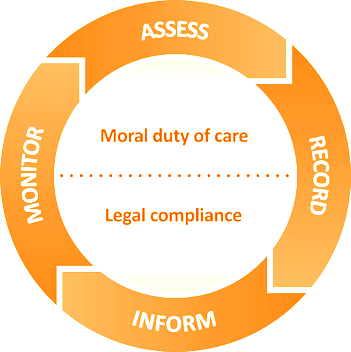 ASSESS
RECORD
INFORM
MONITOR
Moral duty of care
Legal compliance